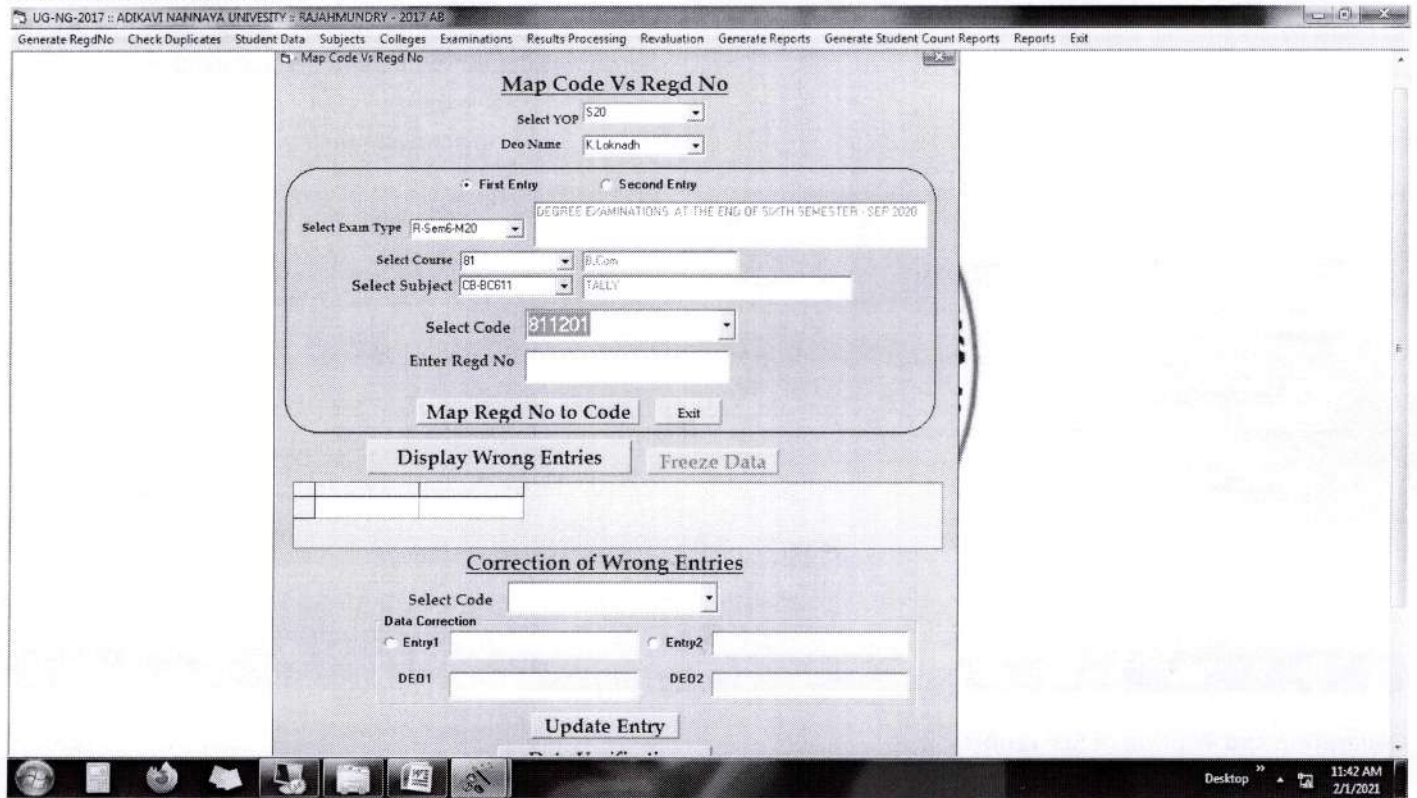 UG-NG-2017 :: ADIKAVI NANNAYA UNIVESITY :: RAJAHMUNDRY - 2017 AB
Generate RegdNo Check Duplicates Student Data Subjects Colleges Examinations Results Processing Revaluation Generate Reports Generate Student Count Reports Reports Exit
Map Code Vs Regd No
Map Code Vs Regd No
Select YOP S20
Deo Name K.Loknadh
First Entry Second Entry
Select Exam Type R-Sem6-M20 DEGREE EXAMINATIONS AT THE END OF SIXTH SEMESTER - SEP 2020
Select Course 81 B.Com
Select Subject CB-BC611 TALLY
Select Code 811201
Enter Regd No
Map Regd No to Code Exit
Display Wrong Entries Freeze Data
Correction of Wrong Entries
Select Code
Data Correction
Entry1 Entry2
DEO1 DEO2
Update Entry
Desktop 11:42 AM
2/1/2021